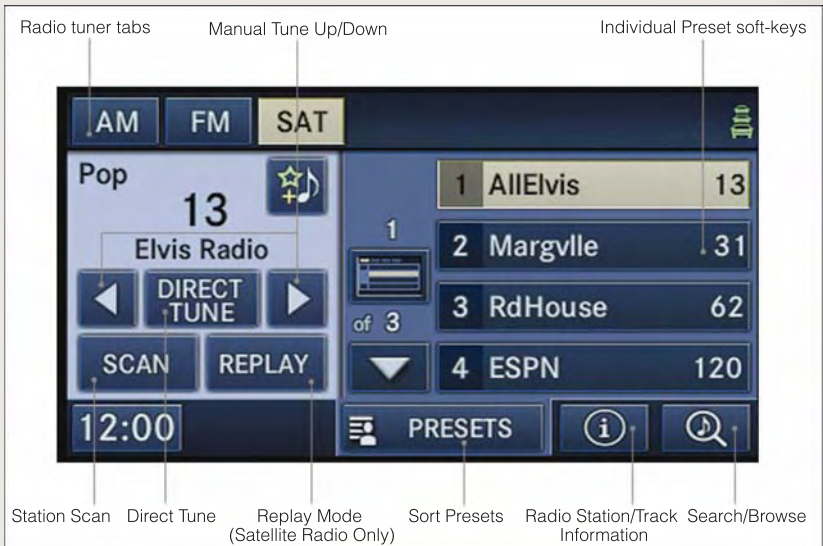 Radio tuner tabs
Manual Tune Up/Down
Individual Preset soft-keys
AM FM SAT
Pop
13
Elvis Radio
DIRECT
TUNE
SCAN REPLAY
12:00
1
of 3
1 AllElvis 13
2 Margvlle 31
3 RdHouse 62
4 ESPN 120
PRESETS
i
Station Scan
Direct Tune
Replay Mode
(Satellite Radio Only)
Sort Presets
Radio Station/Track
Information
Search/Browse